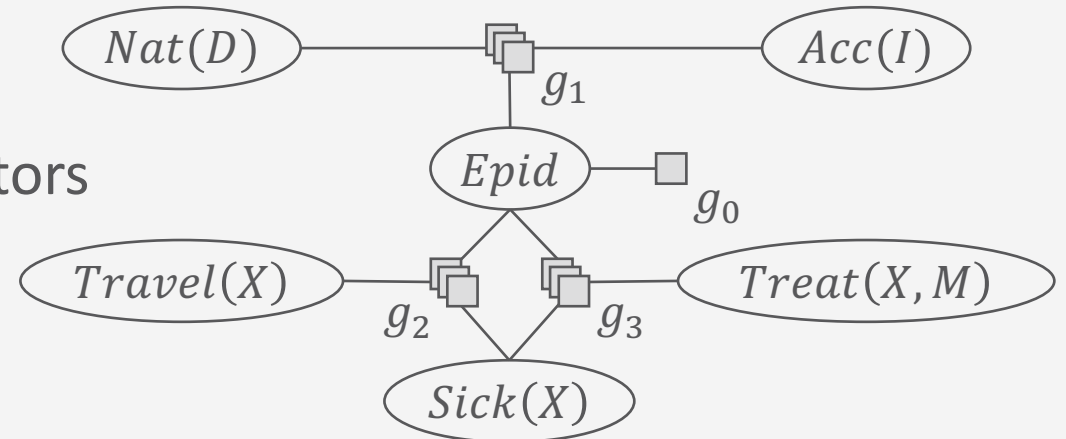 Nat(D) Acc(I)
g₁
tors Epid
g₀
Travel(X) Treat(X, M)
g₂ g₃
Sick(X)